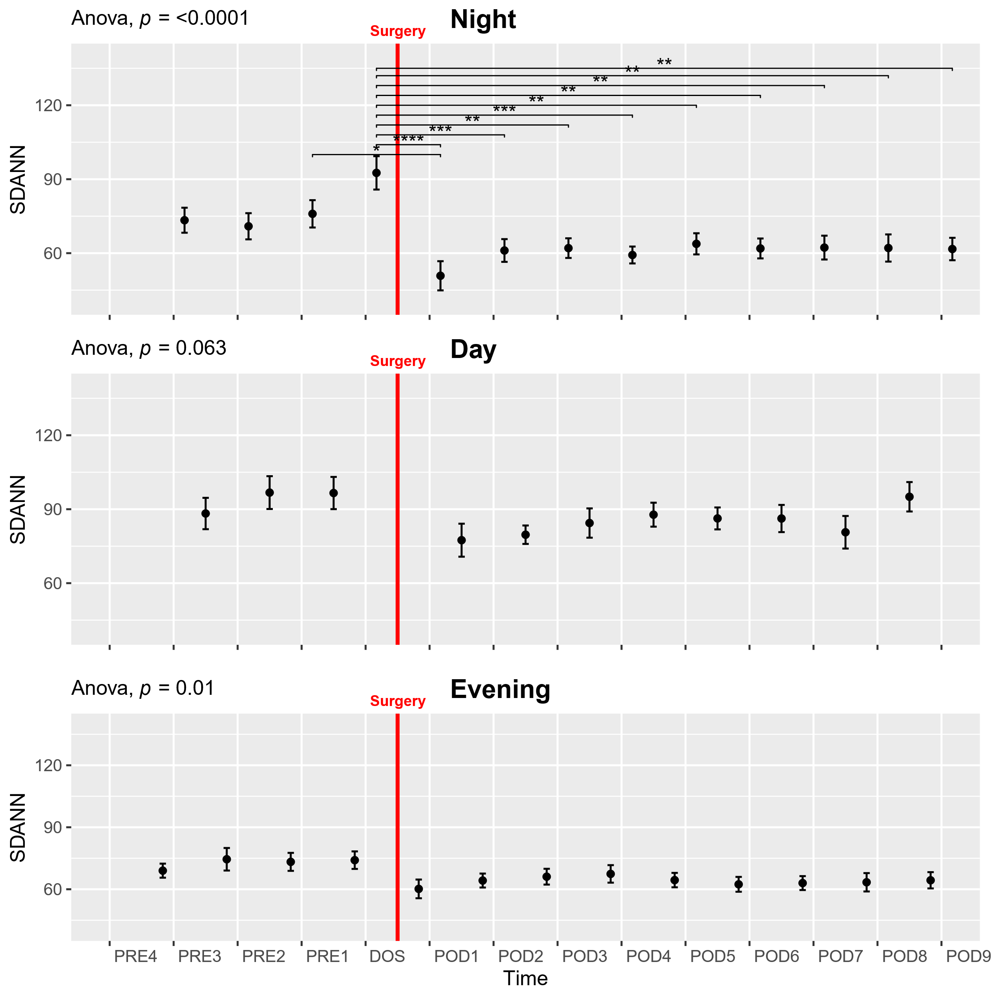 Anova, p = <0.0001
Night
Surgery
**
**
**
**
**
***
**
***
****
*
120
90
60
SDANN
Anova, p = 0.063
Day
Surgery
120
90
60
SDANN
Anova, p = 0.01
Evening
Surgery
120
90
60
SDANN
PRE4 PRE3 PRE2 PRE1 DOS POD1 POD2 POD3 POD4 POD5 POD6 POD7 POD8 POD9
Time